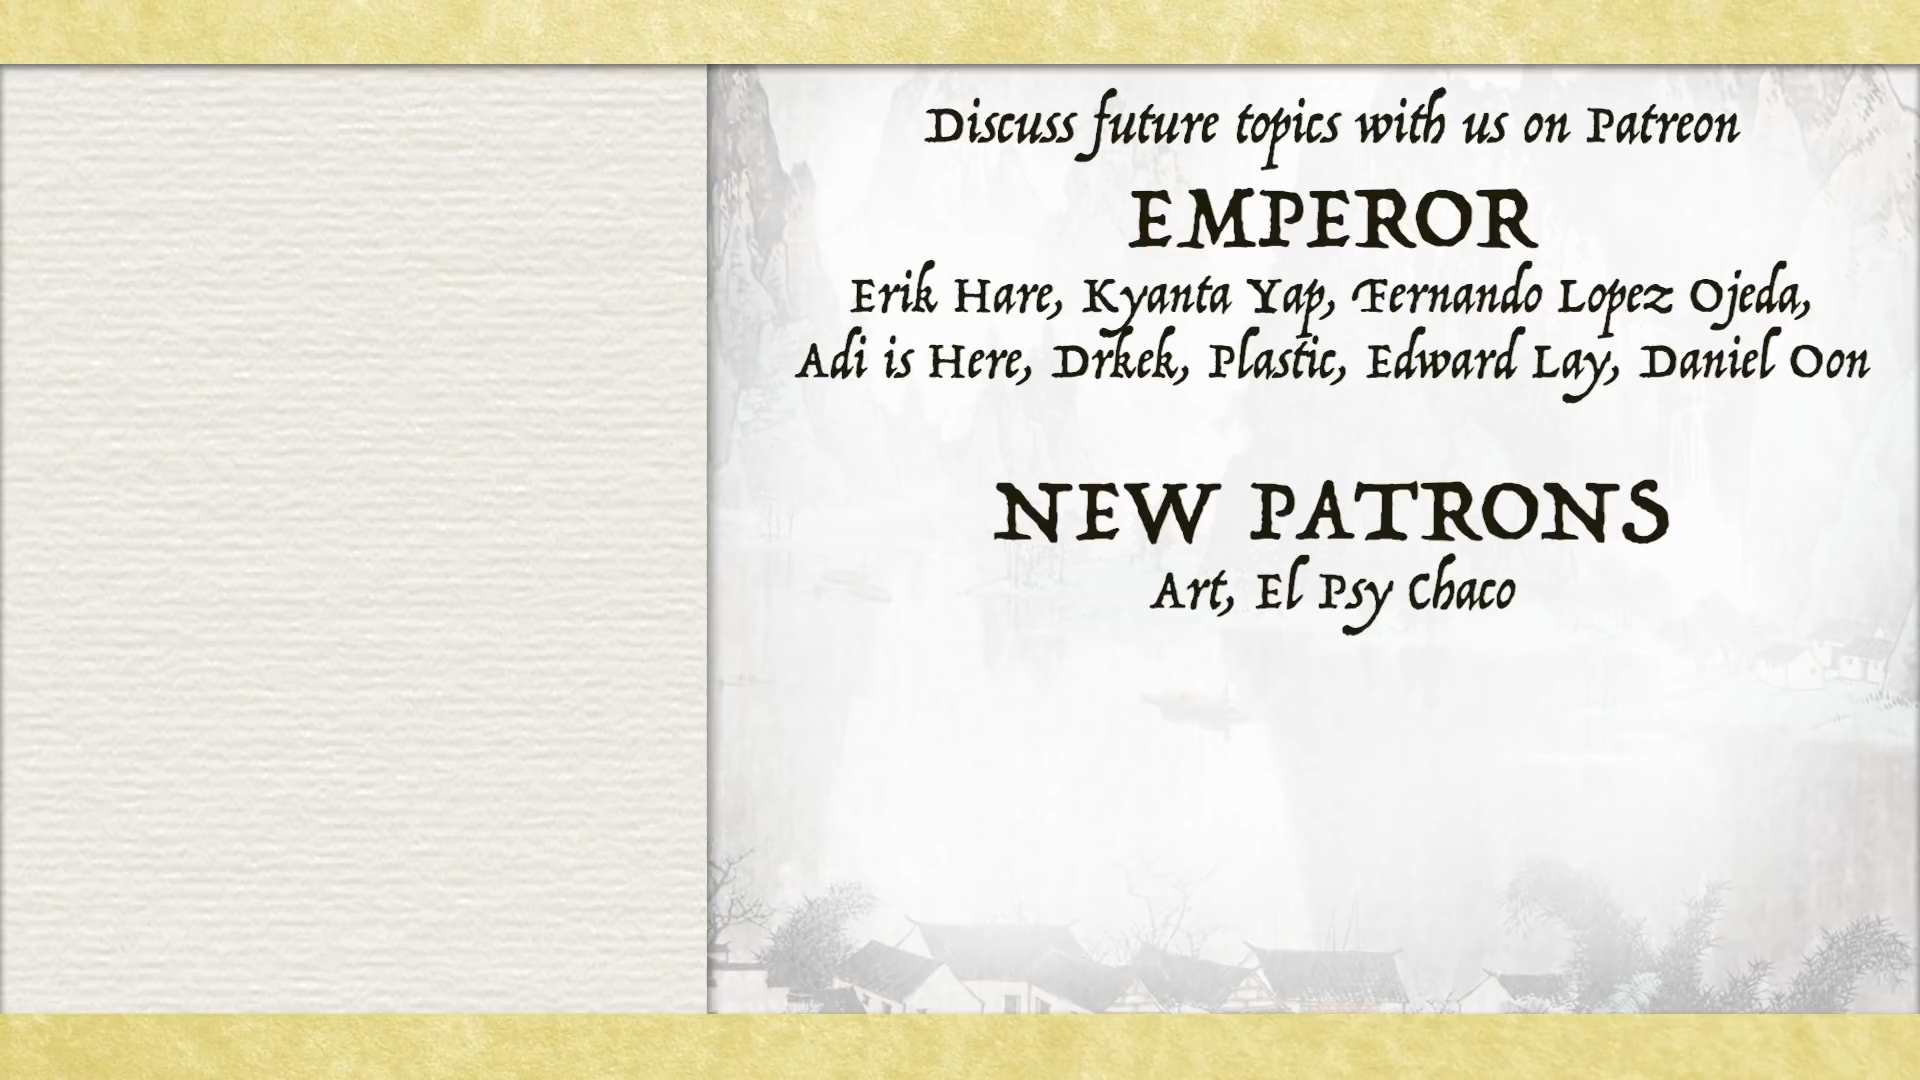 Discuss future topics with us on Patreon
EMPEROR
Erik Hare, Kyanta Yap, Fernando Lopez Ojeda,
Adi is Here, Drkek, Plastic, Edward Lay, Daniel Oon
NEW PATRONS
Art, El Psy Chaco